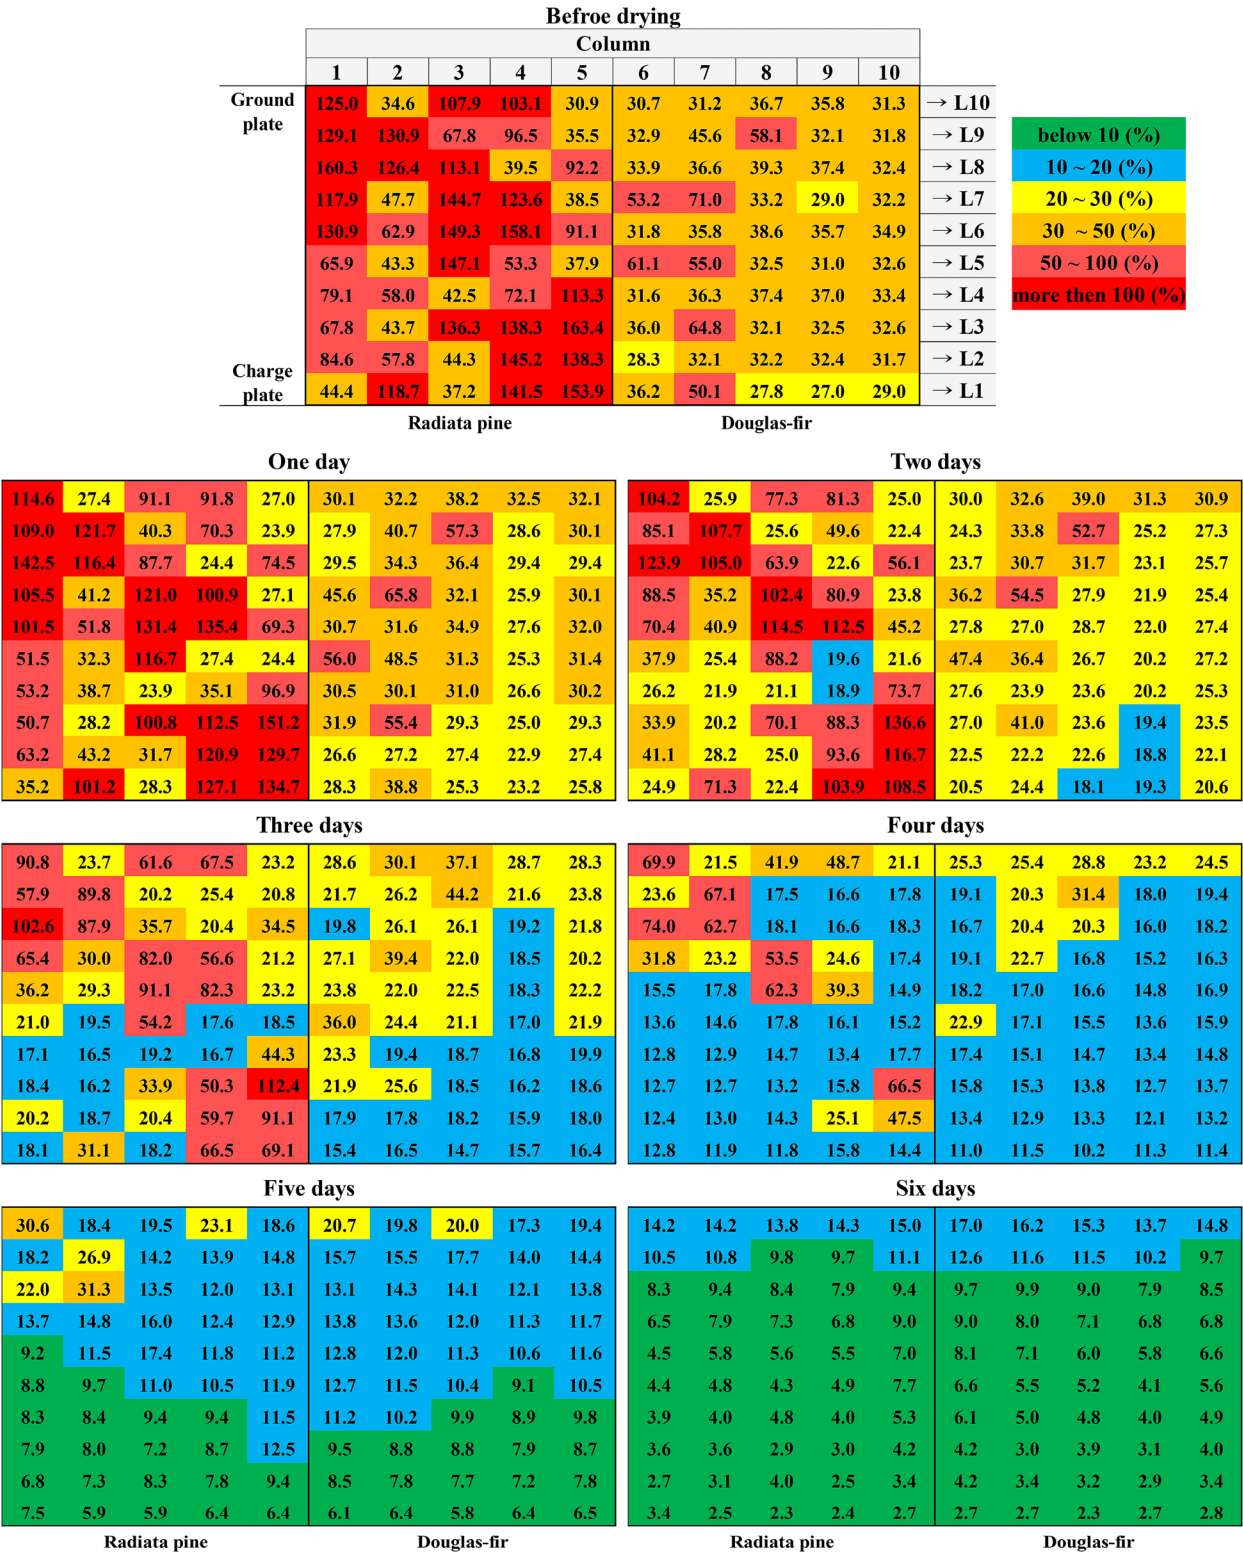 Befroe drying
Column
1 2 3 4 5 6 7 8 9 10
Ground plate 125.0 34.6 107.9 103.1 30.9 30.7 31.2 36.7 35.8 31.3 → L10
129.1 130.9 67.8 96.5 35.5 32.9 45.6 58.1 32.1 31.8 → L9
below 10 (%)
160.3 126.4 113.1 39.5 92.2 33.9 36.6 39.3 37.4 32.4 → L8
10 ~ 20 (%)
117.9 47.7 144.7 123.6 38.5 53.2 71.0 33.2 29.0 32.2 → L7
20 ~ 30 (%)
130.9 62.9 149.3 158.1 91.1 31.8 35.8 38.6 35.7 34.9 → L6
30 ~ 50 (%)
65.9 43.3 147.1 53.3 37.9 61.1 55.0 32.5 31.0 32.6 → L5
50 ~ 100 (%)
79.1 58.0 42.5 72.1 113.3 31.6 36.3 37.4 37.0 33.4 → L4
more then 100 (%)
67.8 43.7 136.3 138.3 163.4 36.0 64.8 32.1 32.5 32.6 → L3
84.6 57.8 44.3 145.2 138.3 28.3 32.1 32.2 32.4 31.7 → L2
Charge plate 44.4 118.7 37.2 141.5 153.9 36.2 50.1 27.8 27.0 29.0 → L1
Radiata pine Douglas-fir
One day
114.6 27.4 91.1 91.8 27.0 30.1 32.2 38.2 32.5 32.1
109.0 121.7 40.3 70.3 23.9 27.9 40.7 57.3 28.6 30.1
142.5 116.4 87.7 24.4 74.5 29.5 34.3 36.4 29.4 29.4
105.5 41.2 121.0 100.9 27.1 45.6 65.8 32.1 25.9 30.1
101.5 51.8 131.4 135.4 69.3 30.7 31.6 34.9 27.6 32.0
51.5 32.3 116.7 27.4 24.4 56.0 48.5 31.3 25.3 31.4
53.2 38.7 23.9 35.1 96.9 30.5 30.1 31.0 26.6 30.2
50.7 28.2 100.8 112.5 151.2 31.9 55.4 29.3 25.0 29.3
63.2 43.2 31.7 120.9 129.7 26.6 27.2 27.4 22.9 27.4
35.2 101.2 28.3 127.1 134.7 28.3 38.8 25.3 23.2 25.8
Two days
104.2 25.9 77.3 81.3 25.0 30.0 32.6 39.0 31.3 30.9
85.1 107.7 25.6 49.6 22.4 24.3 33.8 52.7 25.2 27.3
123.9 105.0 63.9 22.6 56.1 23.7 30.7 31.7 23.1 25.7
88.5 35.2 102.4 80.9 23.8 36.2 54.5 27.9 21.9 25.4
70.4 40.9 114.5 112.5 45.2 27.8 27.0 28.7 22.0 27.4
37.9 25.4 88.2 19.6 21.6 47.4 36.4 26.7 20.2 27.2
26.2 21.9 21.1 18.9 73.7 27.6 23.9 23.6 20.2 25.3
33.9 20.2 70.1 88.3 136.6 27.0 41.0 23.6 19.4 23.5
41.1 28.2 25.0 93.6 116.7 22.5 22.2 22.6 18.8 22.1
24.9 71.3 22.4 103.9 108.5 20.5 24.4 18.1 19.3 20.6
Three days
90.8 23.7 61.6 67.5 23.2 28.6 30.1 37.1 28.7 28.3
57.9 89.8 20.2 25.4 20.8 21.7 26.2 44.2 21.6 23.8
102.6 87.9 35.7 20.4 34.5 19.8 26.1 26.1 19.2 21.8
65.4 30.0 82.0 56.6 21.2 27.1 39.4 22.0 18.5 20.2
36.2 29.3 91.1 82.3 23.2 23.8 22.0 22.5 18.3 22.2
21.0 19.5 54.2 17.6 18.5 36.0 24.4 21.1 17.0 21.9
17.1 16.5 19.2 16.7 44.3 23.3 19.4 18.7 16.8 19.9
18.4 16.2 33.9 50.3 112.4 21.9 25.6 18.5 16.2 18.6
20.2 18.7 20.4 59.7 91.1 17.9 17.8 18.2 15.9 18.0
18.1 31.1 18.2 66.5 69.1 15.4 16.5 14.7 15.7 16.4
Four days
69.9 21.5 41.9 48.7 21.1 25.3 25.4 28.8 23.2 24.5
23.6 67.1 17.5 16.6 17.8 19.1 20.3 31.4 18.0 19.4
74.0 62.7 18.1 16.6 18.3 16.7 20.4 20.3 16.0 18.2
31.8 23.2 53.5 24.6 17.4 19.1 22.7 16.8 15.2 16.3
15.5 17.8 62.3 39.3 14.9 18.2 17.0 16.6 14.8 16.9
13.6 14.6 17.8 16.1 15.2 22.9 17.1 15.5 13.6 15.9
12.8 12.9 14.7 13.4 17.7 17.4 15.1 14.7 13.4 14.8
12.7 12.7 13.2 15.8 66.5 15.8 15.3 13.8 12.7 13.7
12.4 13.0 14.3 25.1 47.5 13.4 12.9 13.3 12.1 13.2
12.8 11.9 11.8 15.8 14.4 11.0 11.5 10.2 11.3 11.4
Five days
30.6 18.4 19.5 23.1 18.6 20.7 19.8 20.0 17.3 19.4
18.2 26.9 14.2 13.9 14.8 15.7 15.5 17.7 14.0 14.4
22.0 31.3 13.5 12.0 13.1 13.1 14.3 14.1 12.1 13.8
13.7 14.8 16.0 12.4 12.9 13.8 13.6 12.0 11.3 11.7
9.2 11.5 17.4 11.8 11.2 12.8 12.0 11.3 10.6 11.6
8.8 9.7 11.0 10.5 11.9 12.7 11.5 10.4 9.1 10.5
8.3 8.4 9.4 9.4 11.5 11.2 10.2 9.9 8.9 9.8
7.9 8.0 7.2 8.7 12.5 9.5 8.8 8.8 7.9 8.7
6.8 7.3 8.3 7.8 9.4 8.5 7.8 7.7 7.2 7.8
7.5 5.9 5.9 6.4 6.4 6.1 6.4 5.8 6.4 6.5
Radiata pine Douglas-fir
Six days
14.2 14.2 13.8 14.3 15.0 17.0 16.2 15.3 13.7 14.8
10.5 10.8 9.8 9.7 11.1 12.6 11.6 11.5 10.2 9.7
8.3 9.4 8.4 7.9 9.4 9.7 9.9 9.0 7.9 8.5
6.5 7.9 7.3 6.8 9.0 9.0 8.0 7.1 6.8 6.8
4.5 5.8 5.6 5.5 7.0 8.1 7.1 6.0 5.8 6.6
4.4 4.8 4.3 4.9 7.7 6.6 5.5 5.2 4.1 5.6
3.9 4.0 4.8 4.0 5.3 6.1 5.0 4.8 4.0 4.9
3.6 3.6 2.9 3.0 4.2 4.2 3.0 3.9 3.1 4.0
2.7 3.1 4.0 2.5 3.4 4.2 3.4 3.2 2.9 3.4
3.4 2.5 2.3 2.4 2.7 2.7 2.7 2.3 2.7 2.8
Radiata pine Douglas-fir